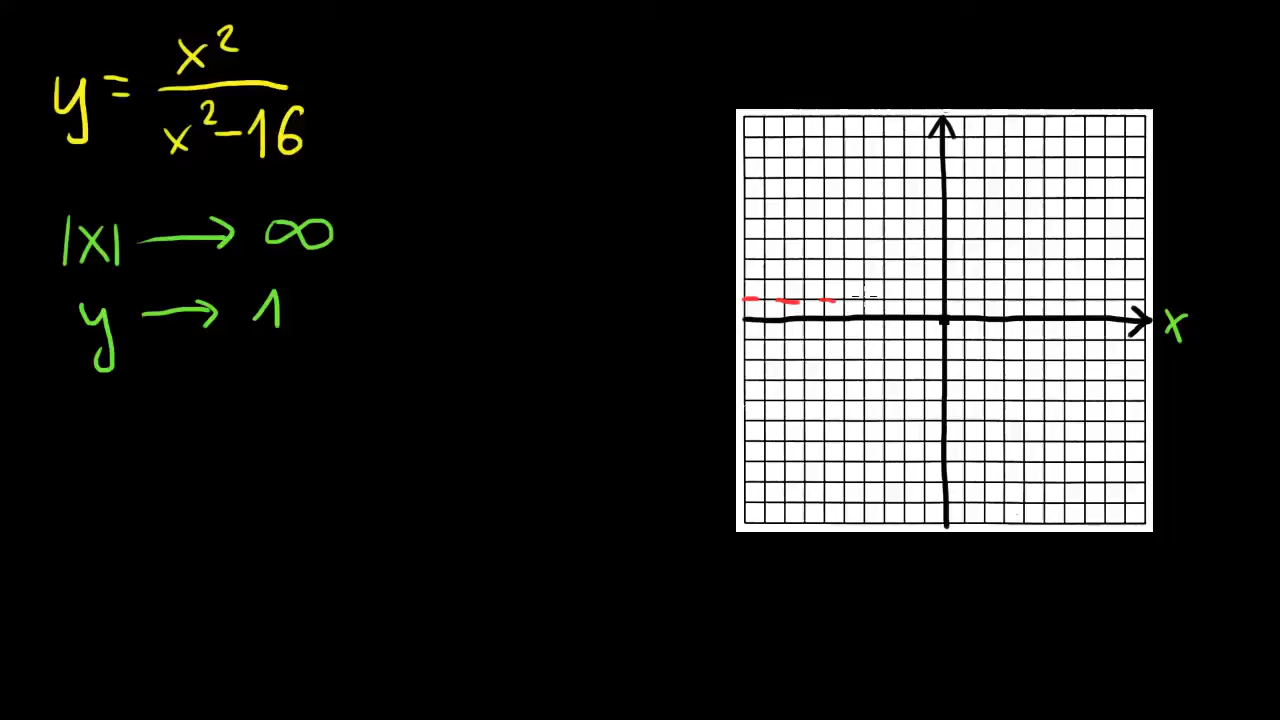 y = x²/(x²-16)
|x| → ∞
y → 1
x